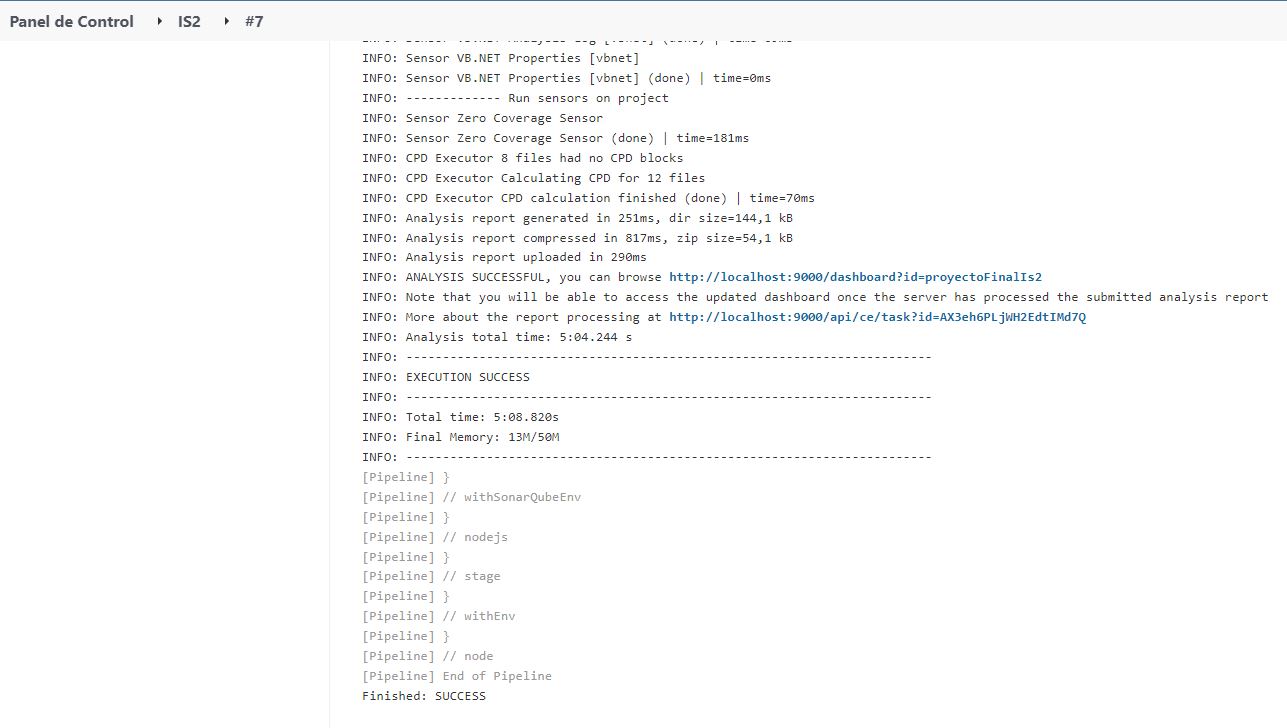 Panel de Control IS2 #7
INFO: Sensor VB.NET Properties [vbnet]
INFO: Sensor VB.NET Properties [vbnet] (done) | time=0ms
INFO: ------------- Run sensors on project
INFO: Sensor Zero Coverage Sensor
INFO: Sensor Zero Coverage Sensor (done) | time=181ms
INFO: CPD Executor 8 files had no CPD blocks
INFO: CPD Executor Calculating CPD for 12 files
INFO: CPD Executor CPD calculation finished (done) | time=70ms
INFO: Analysis report generated in 251ms, dir size=144,1 kB
INFO: Analysis report compressed in 817ms, zip size=54,1 kB
INFO: Analysis report uploaded in 290ms
INFO: ANALYSIS SUCCESSFUL, you can browse http://localhost:9000/dashboard?id=proyectoFinalIs2
INFO: Note that you will be able to access the updated dashboard once the server has processed the submitted analysis report
INFO: More about the report processing at http://localhost:9000/api/ce/task?id=AX3eh6PLjWH2EdtIMd7Q
INFO: Analysis total time: 5:04.244 s
INFO: ------------------------------------------------------------------------
INFO: EXECUTION SUCCESS
INFO: ------------------------------------------------------------------------
INFO: Total time: 5:08.820s
INFO: Final Memory: 13M/50M
INFO: ------------------------------------------------------------------------
[Pipeline] }
[Pipeline] // withSonarQubeEnv
[Pipeline] }
[Pipeline] // nodejs
[Pipeline] }
[Pipeline] // stage
[Pipeline] }
[Pipeline] // withEnv
[Pipeline] }
[Pipeline] // node
[Pipeline] End of Pipeline
Finished: SUCCESS